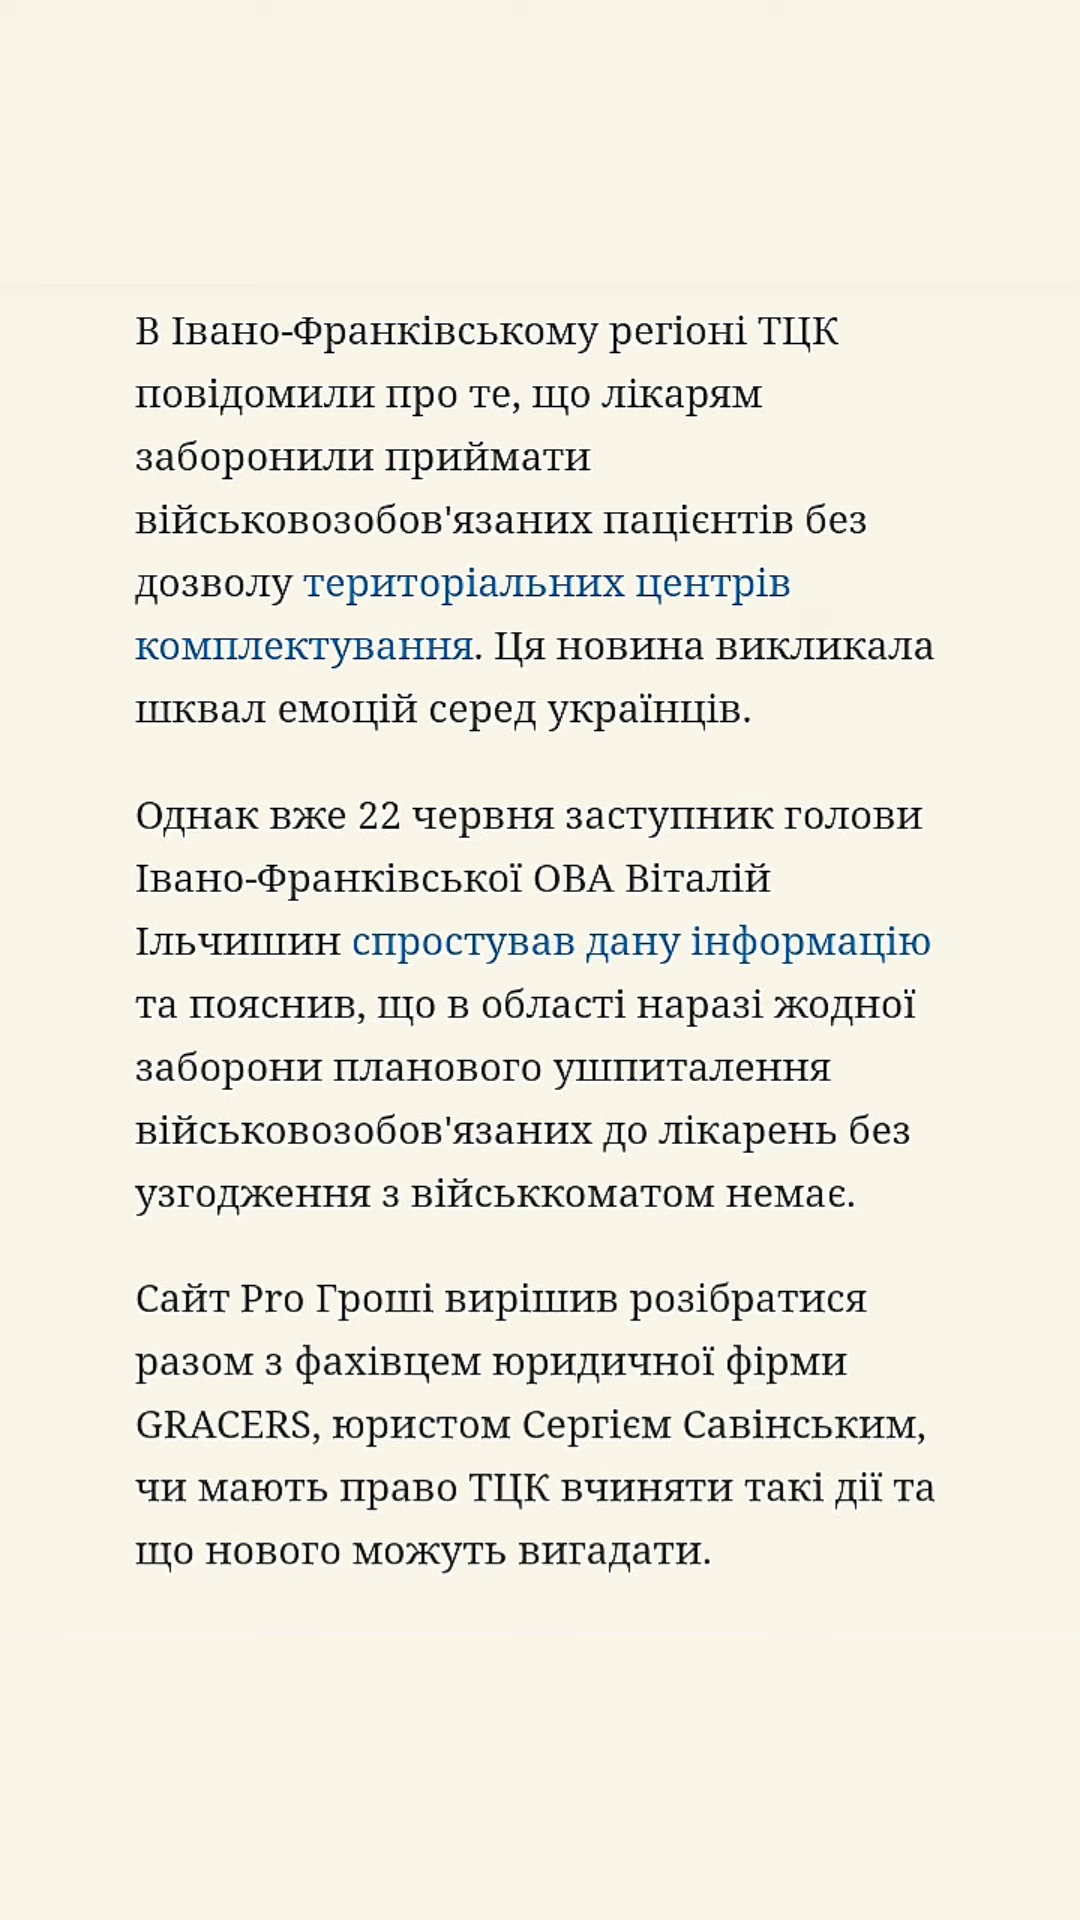 В Івано-Франківському регіоні ТЦК
повідомили про те, що лікарям
заборонили приймати
військовозобов'язаних пацієнтів без
дозволу територіальних центрів
комплектування. Ця новина викликала
шквал емоцій серед українців.
Однак вже 22 червня заступник голови
Івано-Франківської ОВА Віталій
Ільчишин спростував дану інформацію
та пояснив, що в області наразі жодної
заборони планового ушпиталення
військовозобов'язаних до лікарень без
узгодження з військкоматом немає.
Сайт Pro Гроші вирішив розібратися
разом з фахівцем юридичної фірми
GRACERS, юристом Сергієм Савінським,
чи мають право ТЦК вчиняти такі дії та
що нового можуть вигадати.